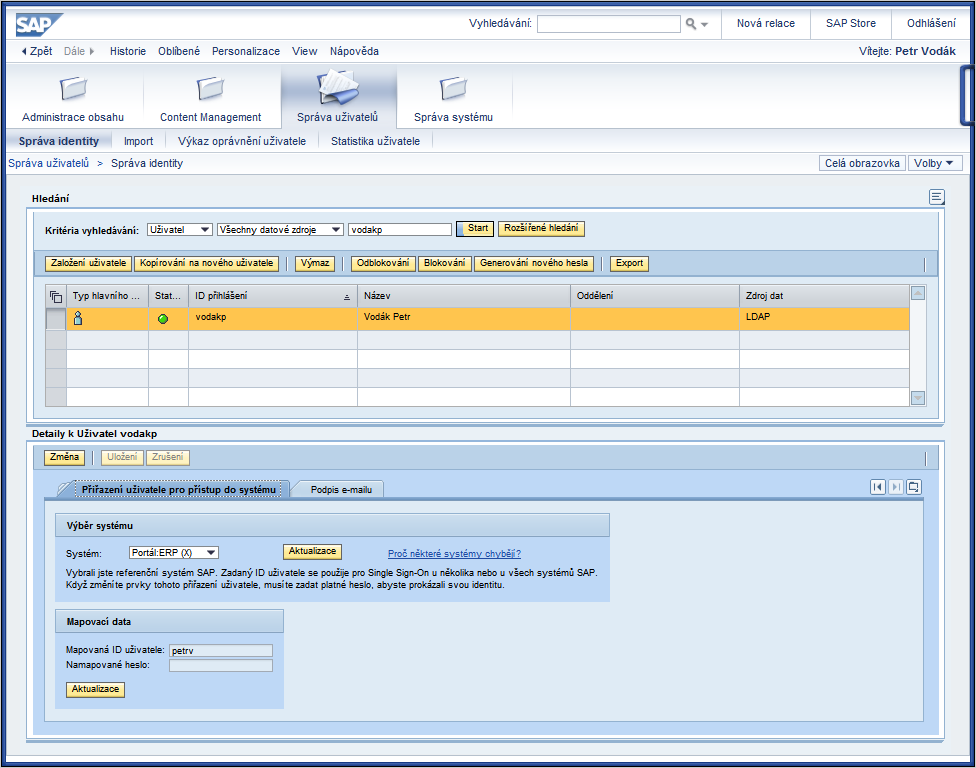 SAP
Vyhledávání:
Nová relace
SAP Store
Odhlášení
Zpět Dále Historie Oblíbené Personalizace View Nápověda
Vítejte: Petr Vodák
Administrace obsahu
Content Management
Správa uživatelů
Správa systému
Správa identity
Import
Výkaz oprávnění uživatele
Statistika uživatele
Správa uživatelů > Správa identity
Celá obrazovka
Volby
Hledání
Kritéria vyhledávání: Uživatel Všechny datové zdroje vodakp Start Rozšířené hledání
Založení uživatele Kopírování na nového uživatele Výmaz Odblokování Blokování Generování nového hesla Export
Typ hlavního ... Stat... ID přihlášení Název Oddělení Zdroj dat
vodakp Vodák Petr LDAP
Detaily k Uživatel vodakp
Změna Uložení Zrušení
Přiřazení uživatele pro přístup do systému
Podpis e-mailu
Výběr systému
Systém: Portál:ERP (X) Aktualizace Proč některé systémy chybějí?
Vybrali jste referenční systém SAP. Zadaný ID uživatele se použije pro Single Sign-On u několika nebo u všech systémů SAP.
Když změníte prvky tohoto přiřazení uživatele, musíte zadat platné heslo, abyste prokázali svou identitu.
Mapovací data
Mapovaná ID uživatele: petrv
Namapované heslo:
Aktualizace